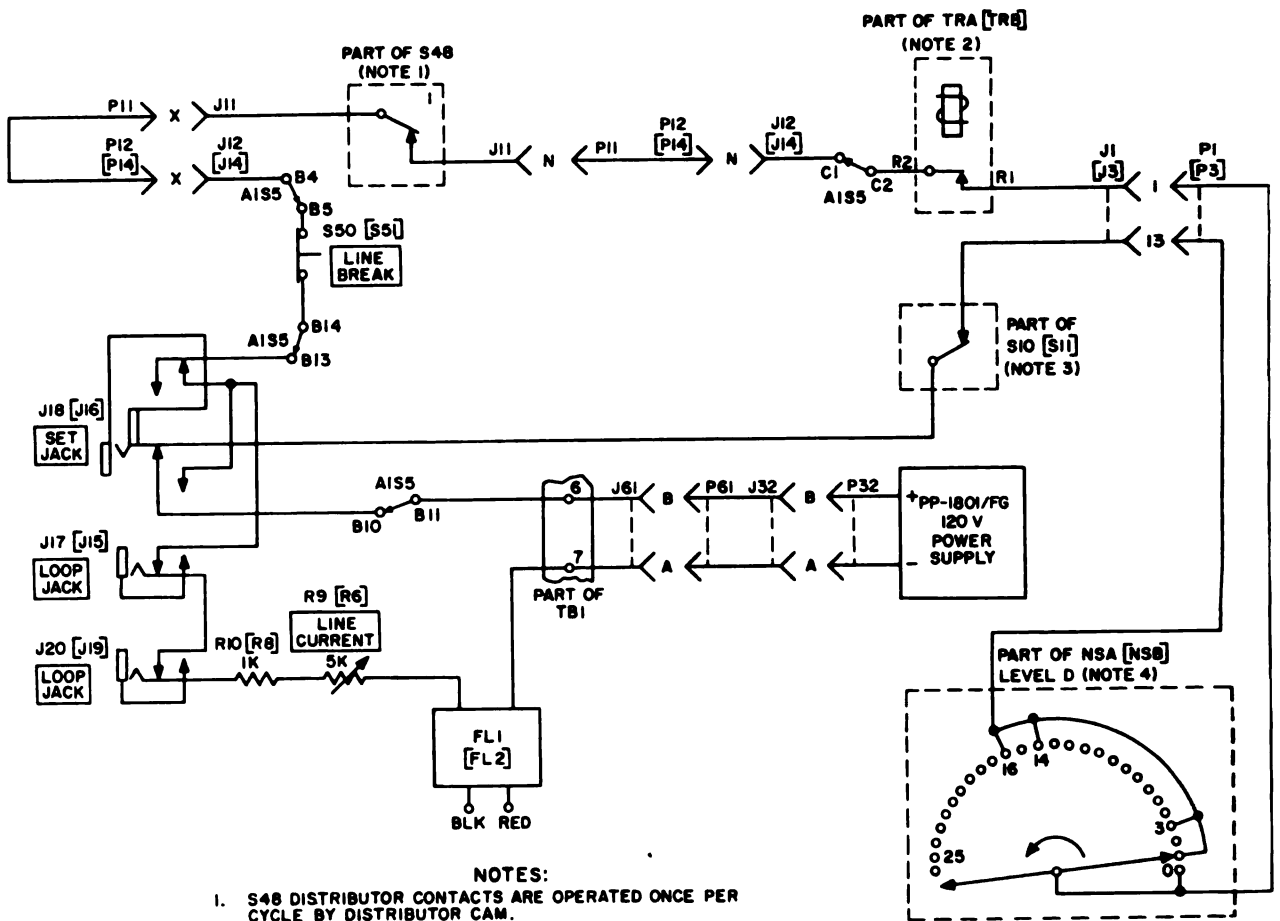 PART OF TRA [TRB]
(NOTE 2)
PART OF S48
(NOTE 1)
1
P11 X J11
P12
[P14] X J12
[J14]
J11 N P11
P12
[P14] N J12
[J14]
C1
A1S5
C2
R2
R1
J1
[J3]
1
P1
[P3]
13
B4
A1S5
B5
S50 [S51]
LINE
BREAK
B14
A1S5
B13
PART OF
S10 [S11]
(NOTE 3)
J18 [J16]
SET
JACK
A1S5
B10 B11
6
J61 B P61 J32 B P32
+
PP-1801/FG
120 V
POWER
SUPPLY
-
7
A A
PART OF
TB1
J17 [J15]
LOOP
JACK
J20 [J19]
LOOP
JACK
R10 [R8]
1K
R9 [R6]
LINE
CURRENT
5K
FL1
[FL2]
BLK RED
PART OF NSA [NSB]
LEVEL D (NOTE 4)
16 14
3
25
0
NOTES:
1. S48 DISTRIBUTOR CONTACTS ARE OPERATED ONCE PER
CYCLE BY DISTRIBUTOR CAM.